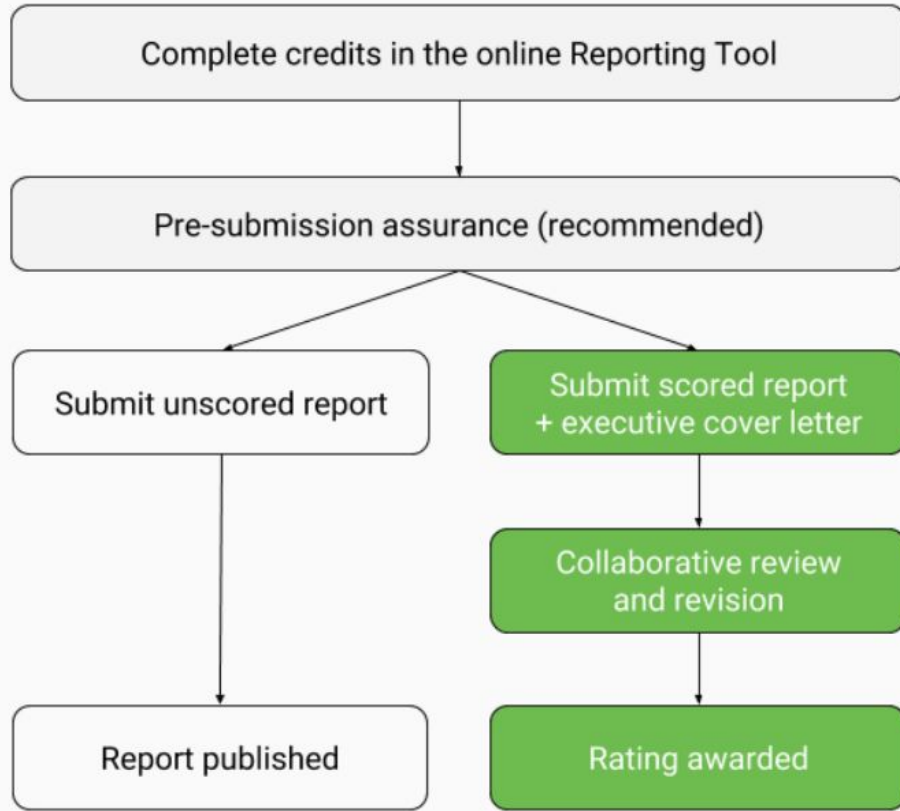 Complete credits in the online Reporting Tool
Pre-submission assurance (recommended)
Submit unscored report
Submit scored report
+ executive cover letter
Collaborative review
and revision
Report published
Rating awarded